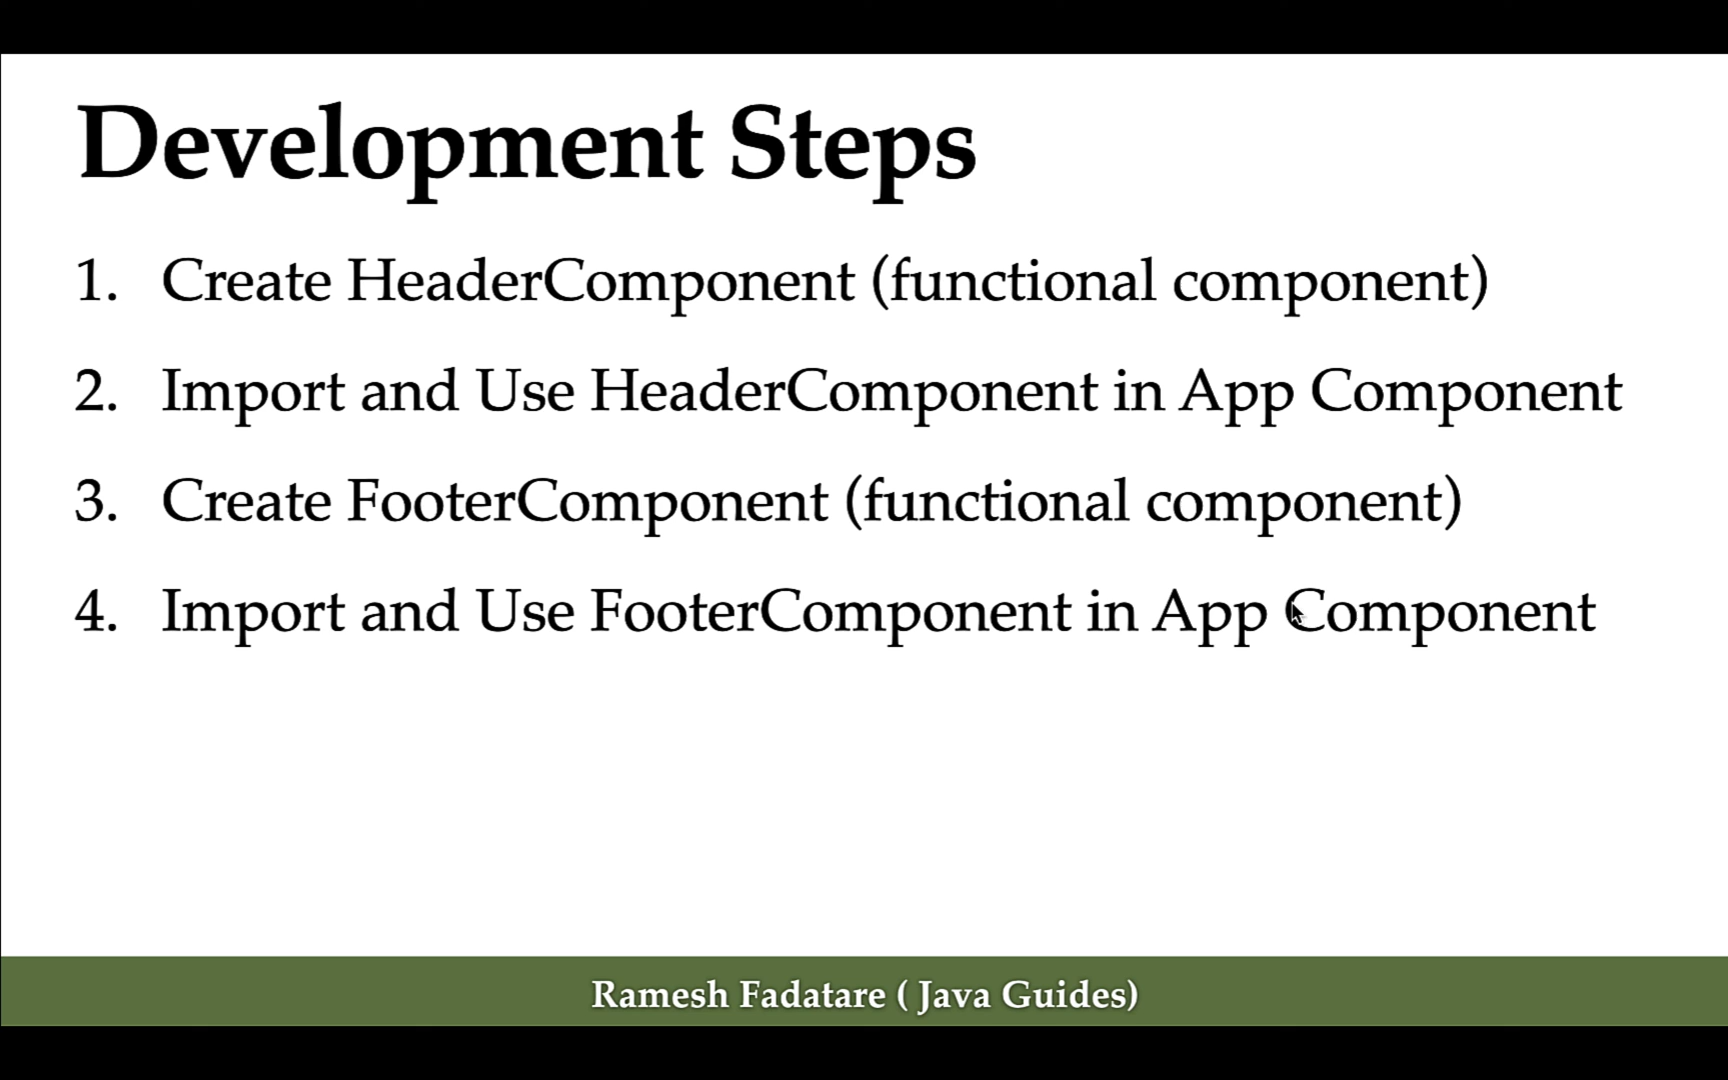 Development Steps
1. Create HeaderComponent (functional component)
2. Import and Use HeaderComponent in App Component
3. Create FooterComponent (functional component)
4. Import and Use FooterComponent in App Component
Ramesh Fadatare ( Java Guides)